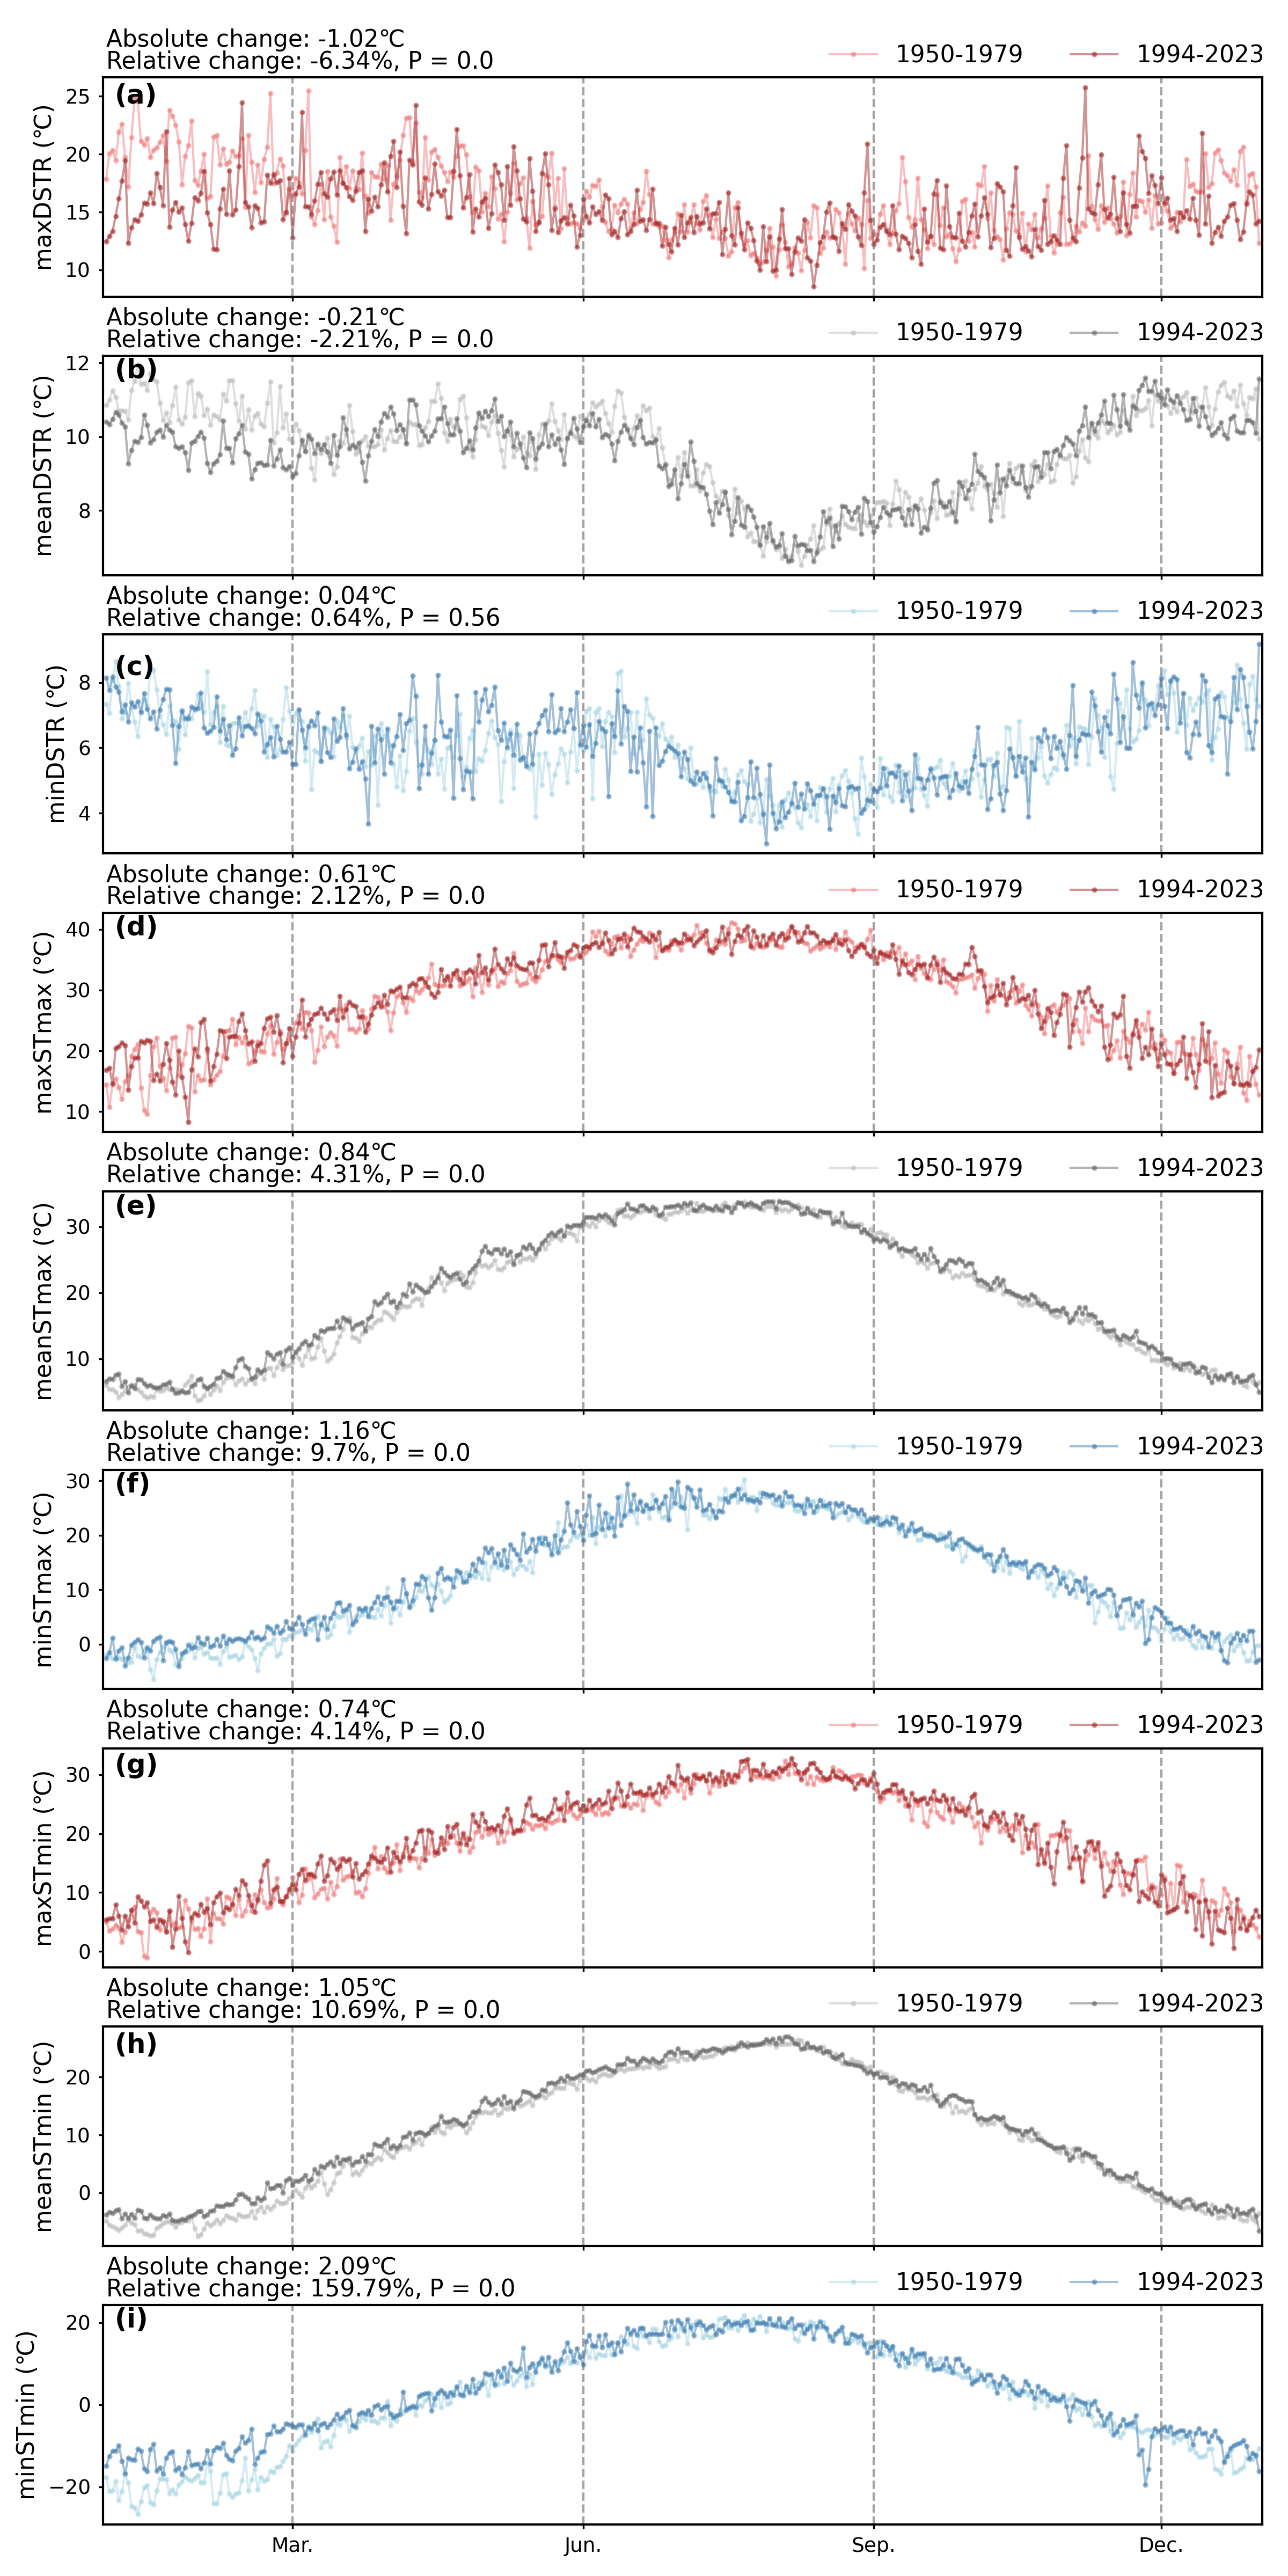 Absolute change: -1.02℃
Relative change: -6.34%, P = 0.0
1950-1979
1994-2023
(a)
maxDSTR (℃)
25
20
15
10
Absolute change: -0.21℃
Relative change: -2.21%, P = 0.0
1950-1979
1994-2023
(b)
meanDSTR (℃)
12
10
8
Absolute change: 0.04℃
Relative change: 0.64%, P = 0.56
1950-1979
1994-2023
(c)
minDSTR (℃)
8
6
4
Absolute change: 0.61℃
Relative change: 2.12%, P = 0.0
1950-1979
1994-2023
(d)
maxSTmax (℃)
40
30
20
10
Absolute change: 0.84℃
Relative change: 4.31%, P = 0.0
1950-1979
1994-2023
(e)
meanSTmax (℃)
30
20
10
Absolute change: 1.16℃
Relative change: 9.7%, P = 0.0
1950-1979
1994-2023
(f)
minSTmax (℃)
30
20
10
0
Absolute change: 0.74℃
Relative change: 4.14%, P = 0.0
1950-1979
1994-2023
(g)
maxSTmin (℃)
30
20
10
0
Absolute change: 1.05℃
Relative change: 10.69%, P = 0.0
1950-1979
1994-2023
(h)
meanSTmin (℃)
20
10
0
Absolute change: 2.09℃
Relative change: 159.79%, P = 0.0
1950-1979
1994-2023
(i)
minSTmin (℃)
20
0
−20
Mar.
Jun.
Sep.
Dec.